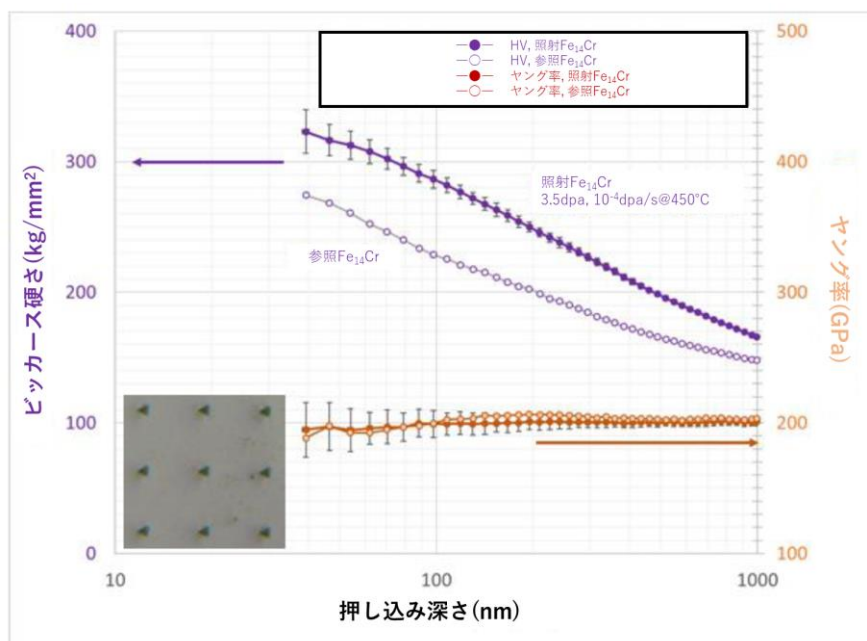 HV, 照射Fe₁₄Cr
HV, 参照Fe₁₄Cr
ヤング率, 照射Fe₁₄Cr
ヤング率, 参照Fe₁₄Cr
400
300
200
100
0
ビッカース硬さ(kg/mm²)
照射Fe₁₄Cr
3.5dpa, 10⁻⁴dpa/s@450°C
参照Fe₁₄Cr
500
400
300
200
100
ヤング率(GPa)
10
100
1000
押し込み深さ(nm)